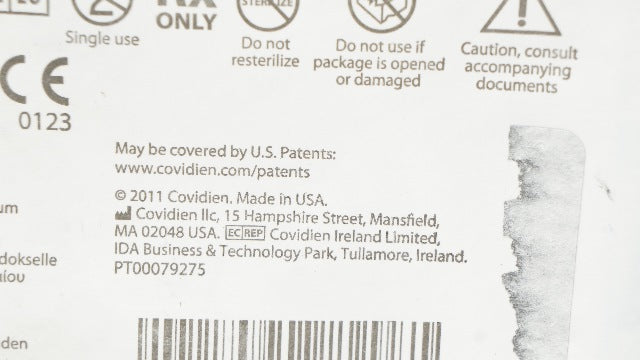 Rx
ONLY
STERILIZE
Single use
Do not
resterilize
Do not use if
package is opened
or damaged
Caution, consult
accompanying
documents
CE
0123
May be covered by U.S. Patents:
www.covidien.com/patents
© 2011 Covidien. Made in USA.
Covidien llc, 15 Hampshire Street, Mansfield,
MA 02048 USA. EC REP Covidien Ireland Limited,
IDA Business & Technology Park, Tullamore, Ireland.
PT00079275